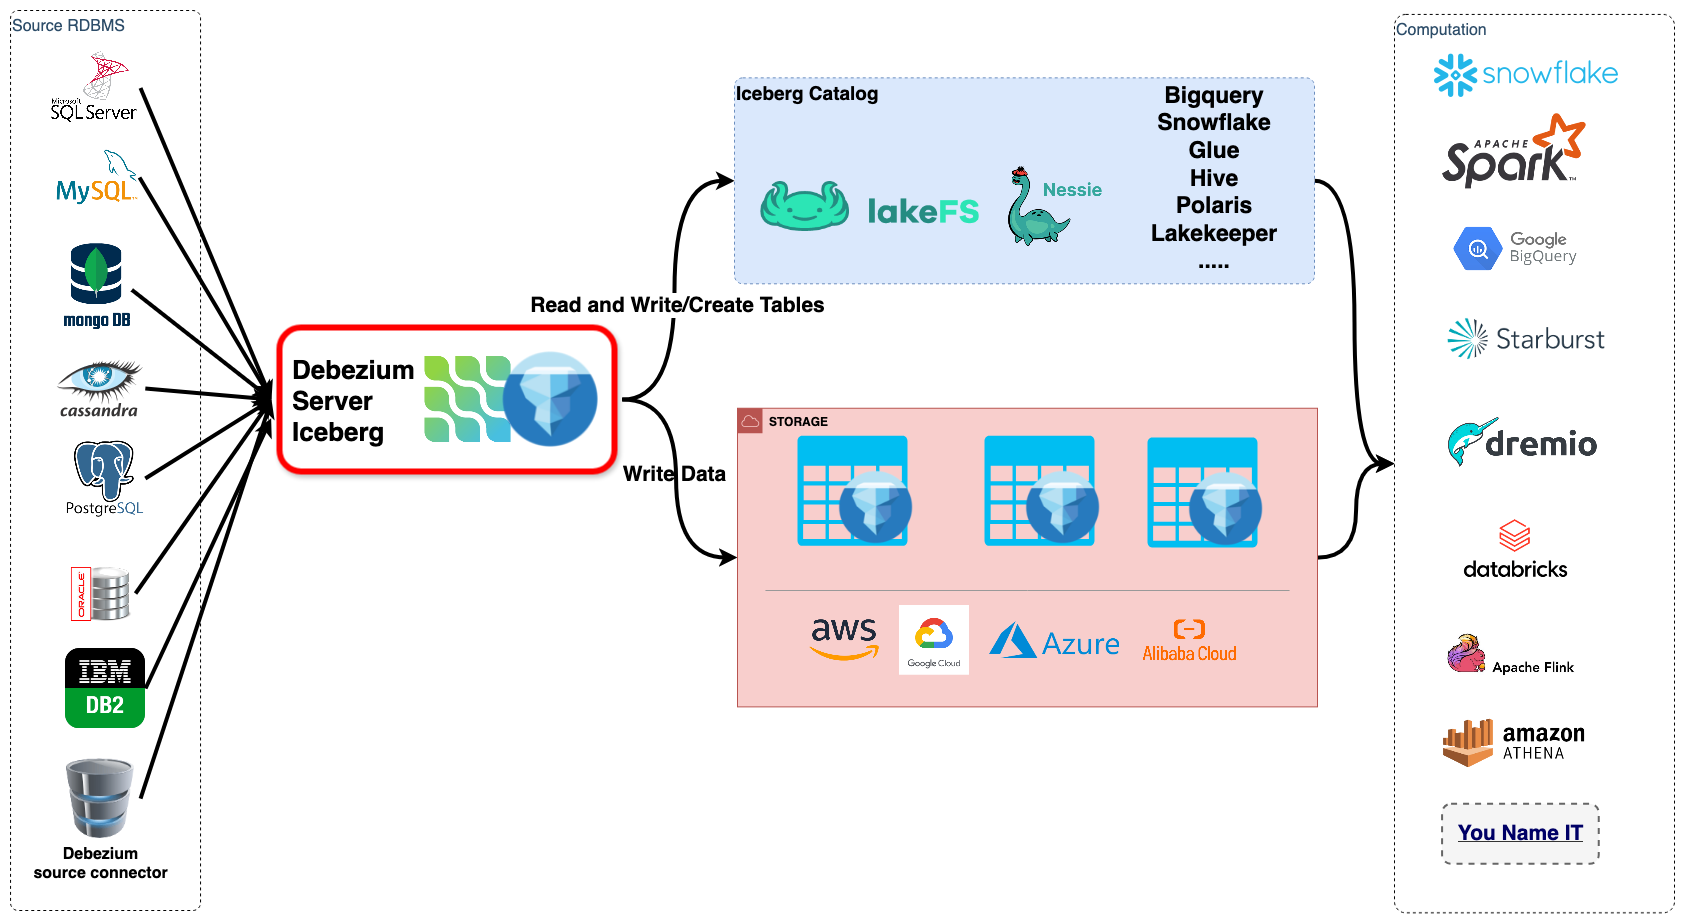 Source RDBMS
Microsoft
SQL Server
MySQL
mongo DB
cassandra
PostgreSQL
ORACLE
IBM
DB2
Debezium
source connector
Debezium
Server
Iceberg
Read and Write/Create Tables
Write Data
Iceberg Catalog
lakeFS
Nessie
Bigquery
Snowflake
Glue
Hive
Polaris
Lakekeeper
.....
STORAGE
aws
Google Cloud
Azure
Alibaba Cloud
Computation
snowflake
APACHE
Spark
Google
BigQuery
Starburst
dremio
databricks
Apache Flink
amazon
ATHENA
You Name IT